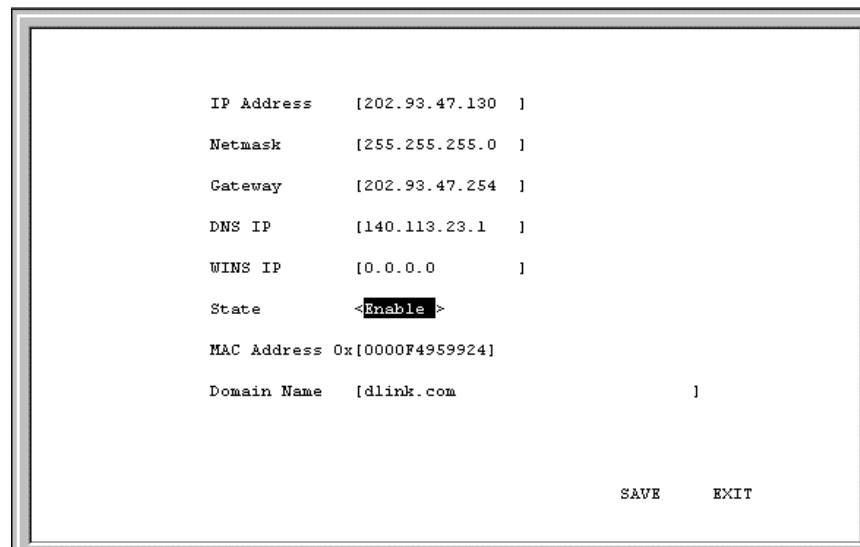 IP Address [202.93.47.130 ]
Netmask [255.255.255.0 ]
Gateway [202.93.47.254 ]
DNS IP [140.113.23.1 ]
WINS IP [0.0.0.0 ]
State <Enable >
MAC Address 0x[0000F4959924]
Domain Name [dlink.com ]
SAVE EXIT